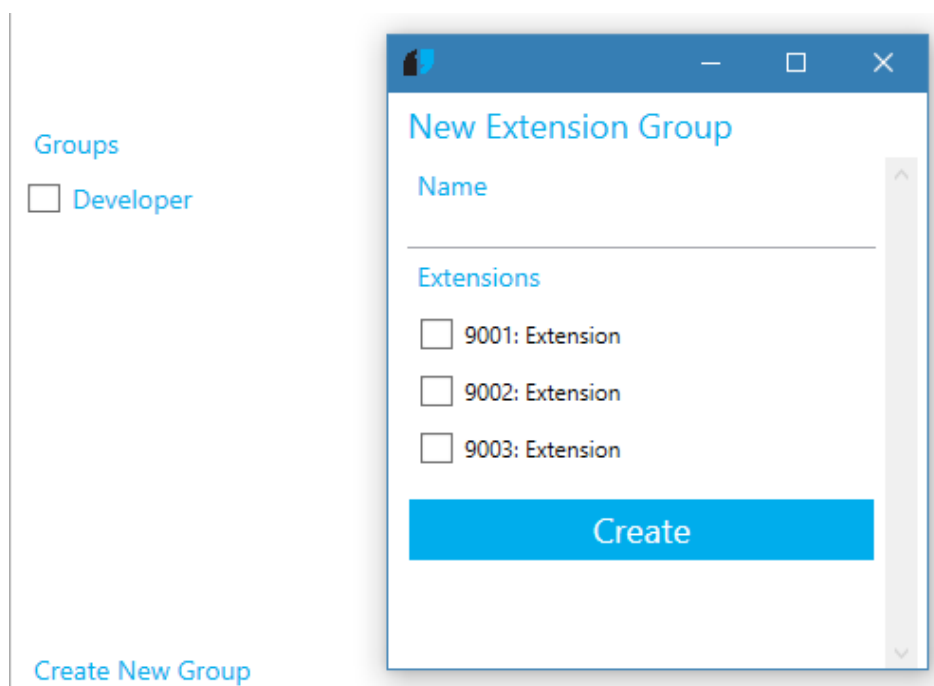 Groups
Developer
Create New Group
New Extension Group
Name
Extensions
9001: Extension
9002: Extension
9003: Extension
Create